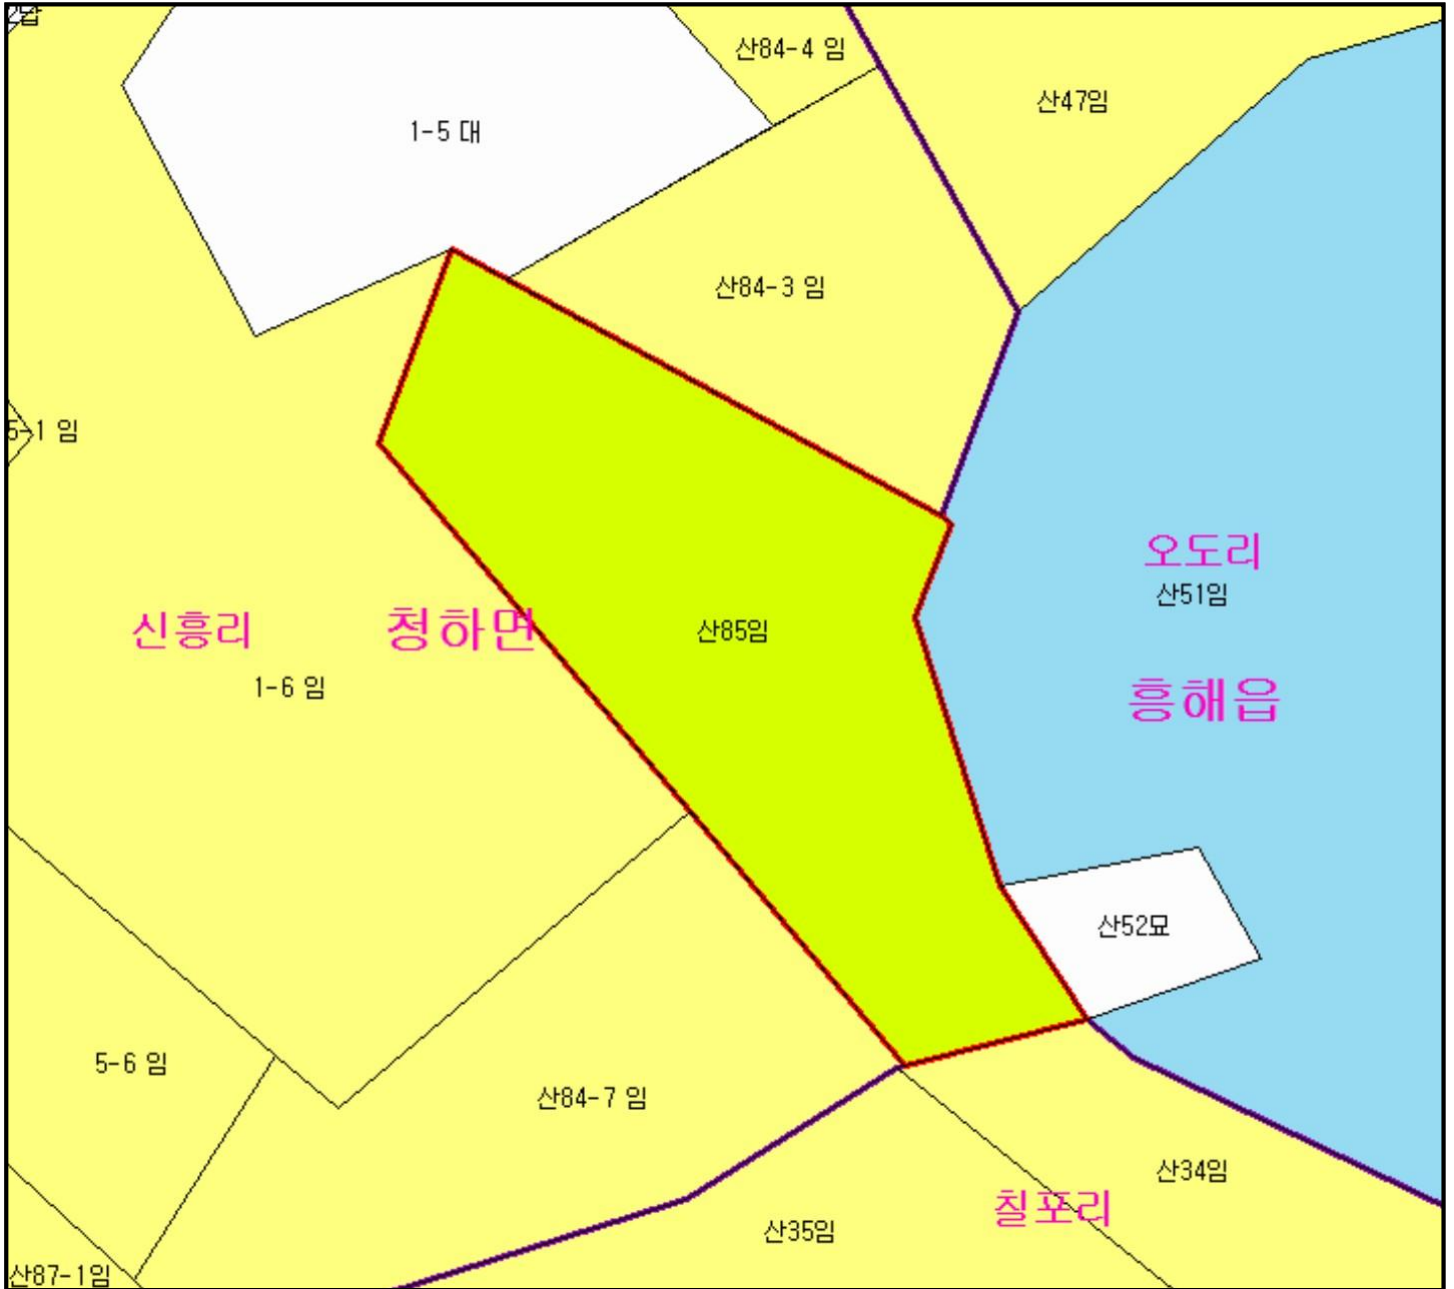 산84-4 임
산47임
1-5 대
산84-3 임
5-1 임
오도리
산51임
신흥리
청하면
산85임
1-6 임
흥해읍
산52묘
5-6 임
산84-7 임
산34임
칠포리
산35임
산87-1임